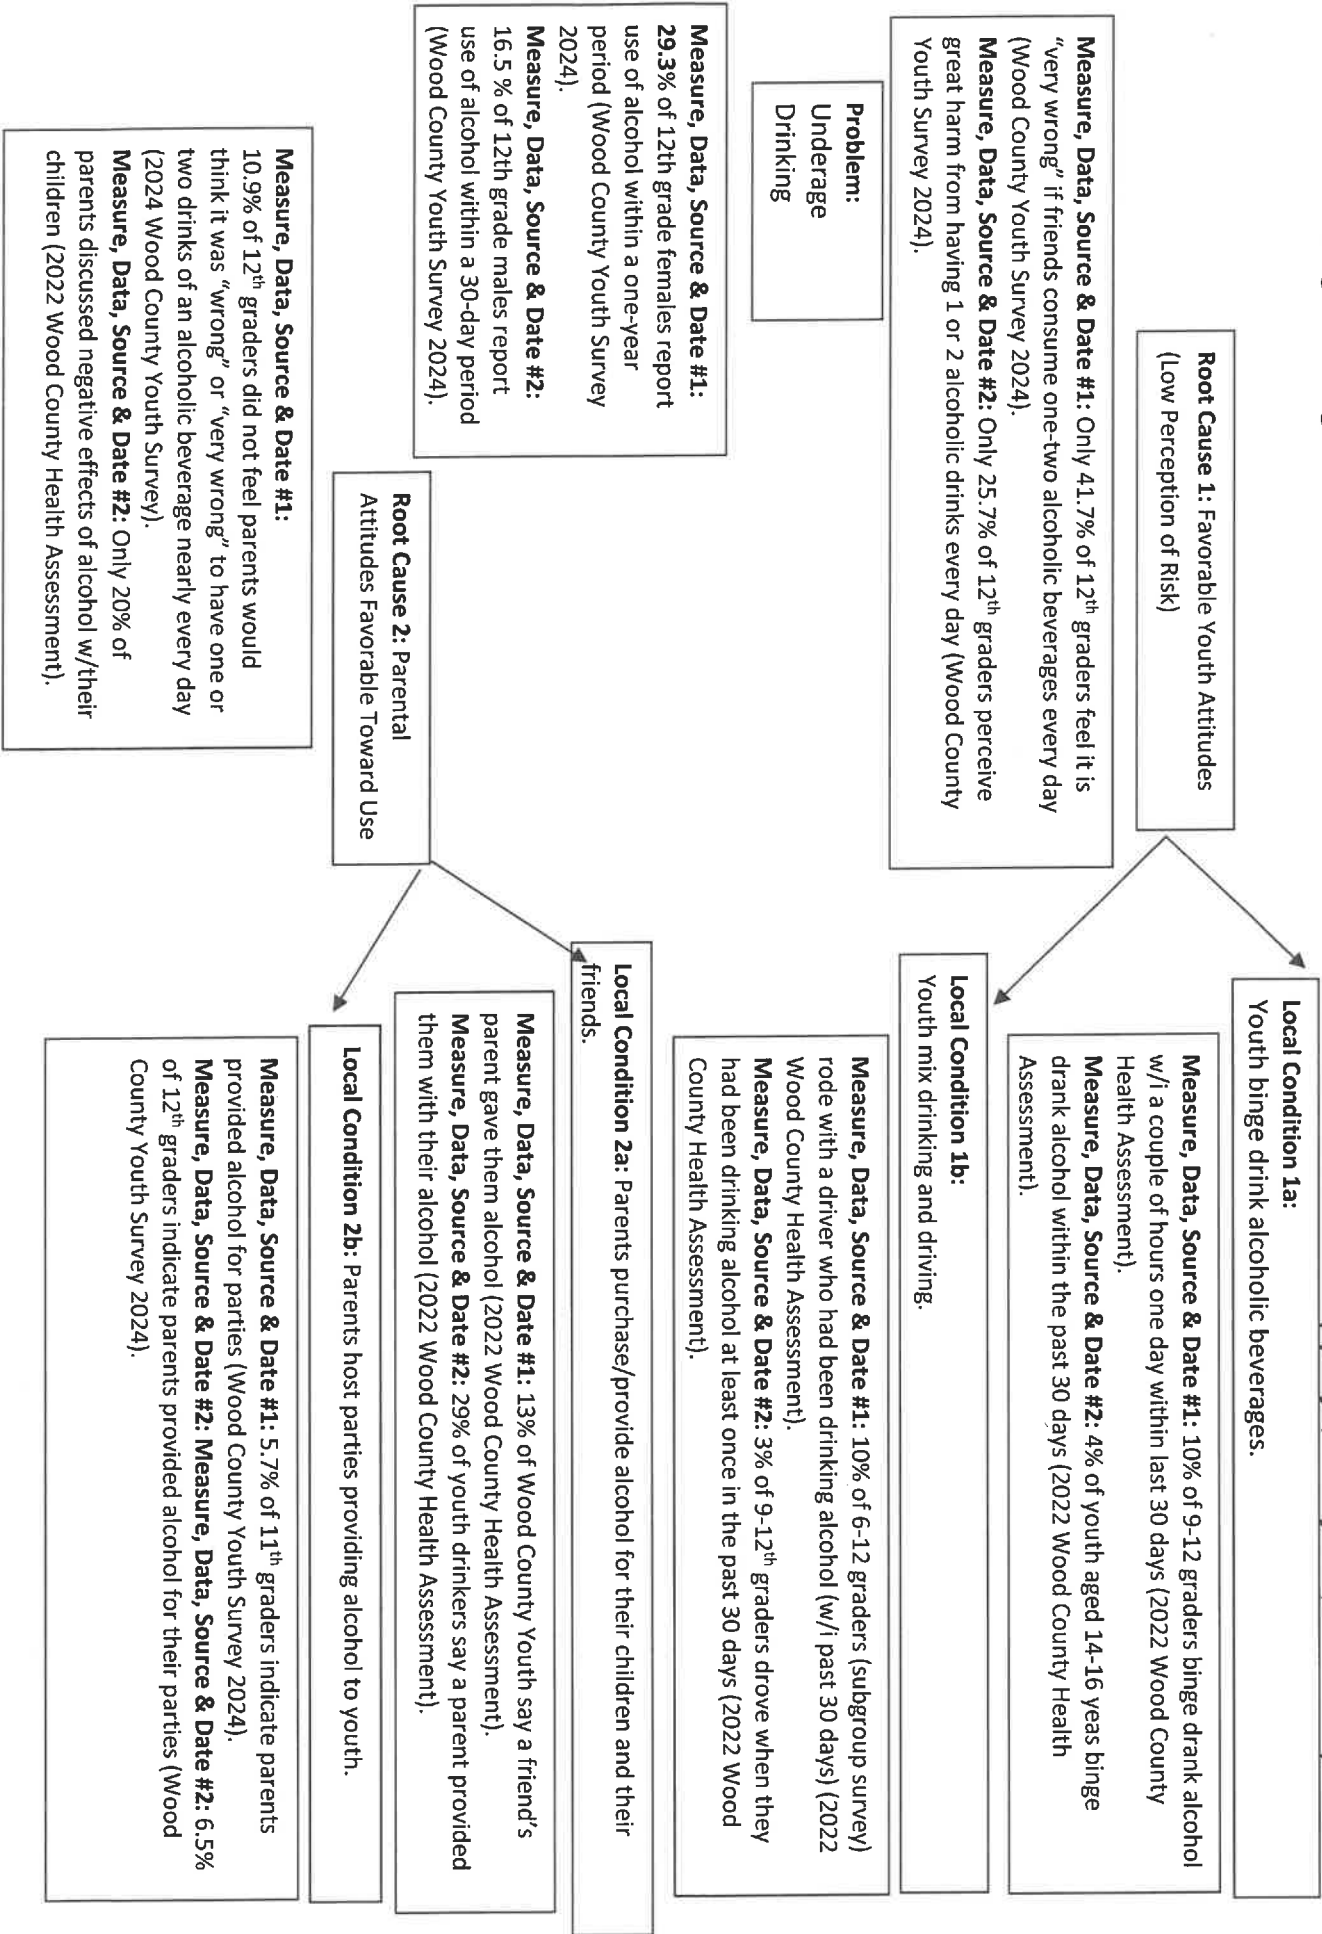 Root Cause 1: Favorable Youth Attitudes
(Low Perception of Risk)
Measure, Data, Source & Date #1: Only 41.7% of 12th graders feel it is
"very wrong" if friends consume one-two alcoholic beverages every day
(Wood County Youth Survey 2024).
Measure, Data, Source & Date #2: Only 25.7% of 12th graders perceive
great harm from having 1 or 2 alcoholic drinks every day (Wood County
Youth Survey 2024).
Problem:
Underage
Drinking
Measure, Data, Source & Date #1:
29.3% of 12th grade females report
use of alcohol within a one-year
period (Wood County Youth Survey
2024).
Measure, Data, Source & Date #2:
16.5 % of 12th grade males report
use of alcohol within a 30-day period
(Wood County Youth Survey 2024).
Root Cause 2: Parental
Attitudes Favorable Toward Use
Measure, Data, Source & Date #1:
10.9% of 12th graders did not feel parents would
think it was "wrong" or "very wrong" to have one or
two drinks of an alcoholic beverage nearly every day
(2024 Wood County Youth Survey).
Measure, Data, Source & Date #2: Only 20% of
parents discussed negative effects of alcohol w/their
children (2022 Wood County Health Assessment).
Local Condition 1a:
Youth binge drink alcoholic beverages.
Measure, Data, Source & Date #1: 10% of 9-12 graders binge drank alcohol
w/i a couple of hours one day within last 30 days (2022 Wood County
Health Assessment).
Measure, Data, Source & Date #2: 4% of youth aged 14-16 yeas binge
drank alcohol within the past 30 days (2022 Wood County Health
Assessment).
Local Condition 1b:
Youth mix drinking and driving.
Measure, Data, Source & Date #1: 10% of 6-12 graders (subgroup survey)
rode with a driver who had been drinking alcohol (w/i past 30 days) (2022
Wood County Health Assessment).
Measure, Data, Source & Date #2: 3% of 9-12th graders drove when they
had been drinking alcohol at least once in the past 30 days (2022 Wood
County Health Assessment).
Local Condition 2a: Parents purchase/provide alcohol for their children and their
friends.
Measure, Data, Source & Date #1: 13% of Wood County Youth say a friend's
parent gave them alcohol (2022 Wood County Health Assessment).
Measure, Data, Source & Date #2: 29% of youth drinkers say a parent provided
them with their alcohol (2022 Wood County Health Assessment).
Local Condition 2b: Parents host parties providing alcohol to youth.
Measure, Data, Source & Date #1: 5.7% of 11th graders indicate parents
provided alcohol for parties (Wood County Youth Survey 2024).
Measure, Data, Source & Date #2: Measure, Data, Source & Date #2: 6.5%
of 12th graders indicate parents provided alcohol for their parties (Wood
County Youth Survey 2024).